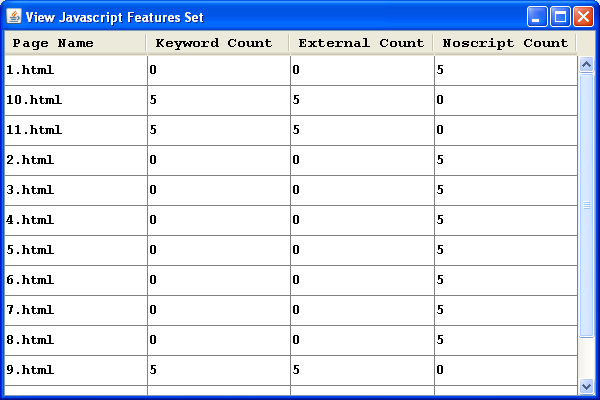 View Javascript Features Set
Page Name Keyword Count External Count Noscript Count
1.html 0 0 5
10.html 5 5 0
11.html 5 5 0
2.html 0 0 5
3.html 0 0 5
4.html 0 0 5
5.html 0 0 5
6.html 0 0 5
7.html 0 0 5
8.html 0 0 5
9.html 5 5 0